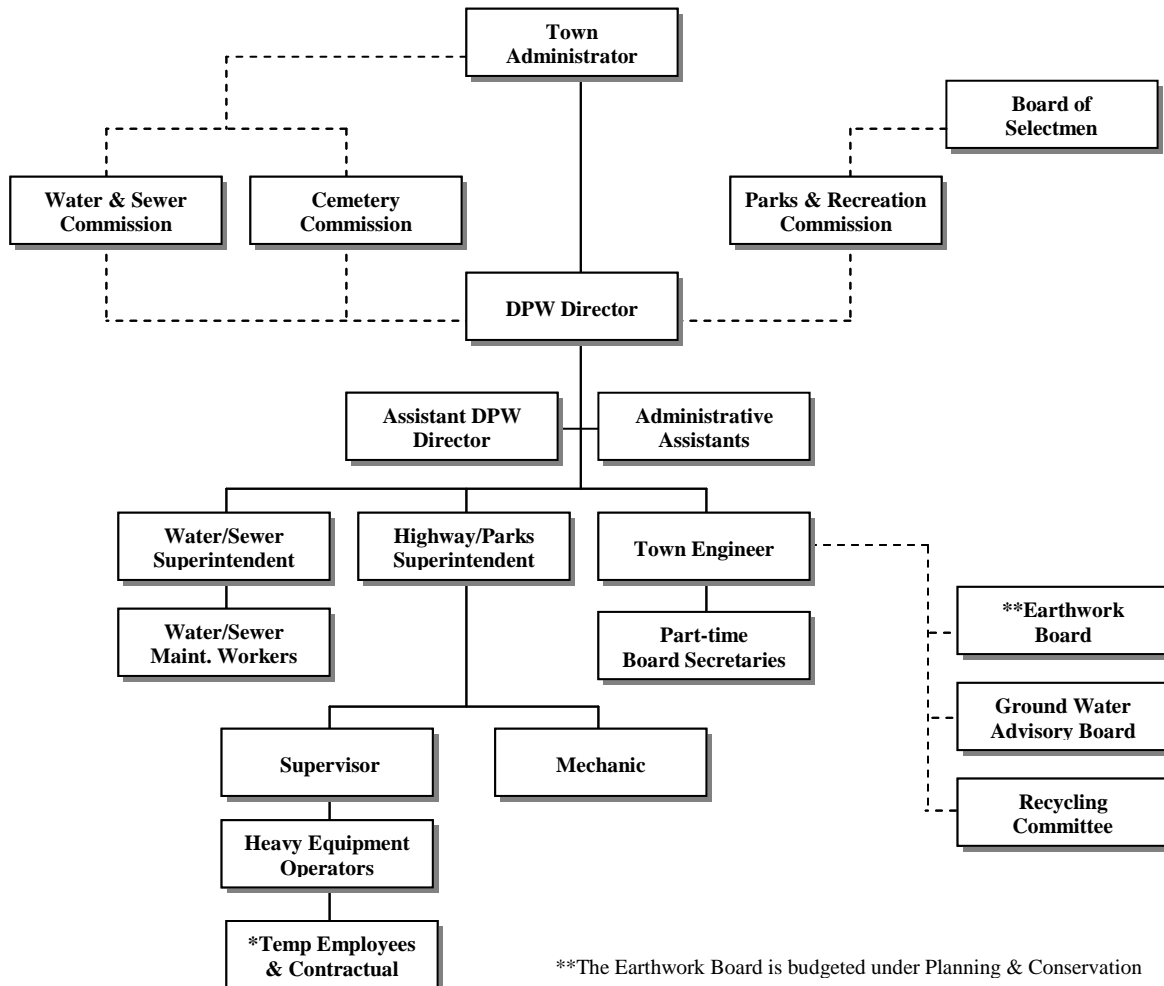 Town
Administrator
Board of
Selectmen
Water & Sewer
Commission
Cemetery
Commission
Parks & Recreation
Commission
DPW Director
Assistant DPW
Director
Administrative
Assistants
Water/Sewer
Superintendent
Highway/Parks
Superintendent
Town Engineer
Water/Sewer
Maint. Workers
Part-time
Board Secretaries
**Earthwork
Board
Ground Water
Advisory Board
Supervisor
Mechanic
Recycling
Committee
Heavy Equipment
Operators
*Temp Employees
& Contractual
**The Earthwork Board is budgeted under Planning & Conservation